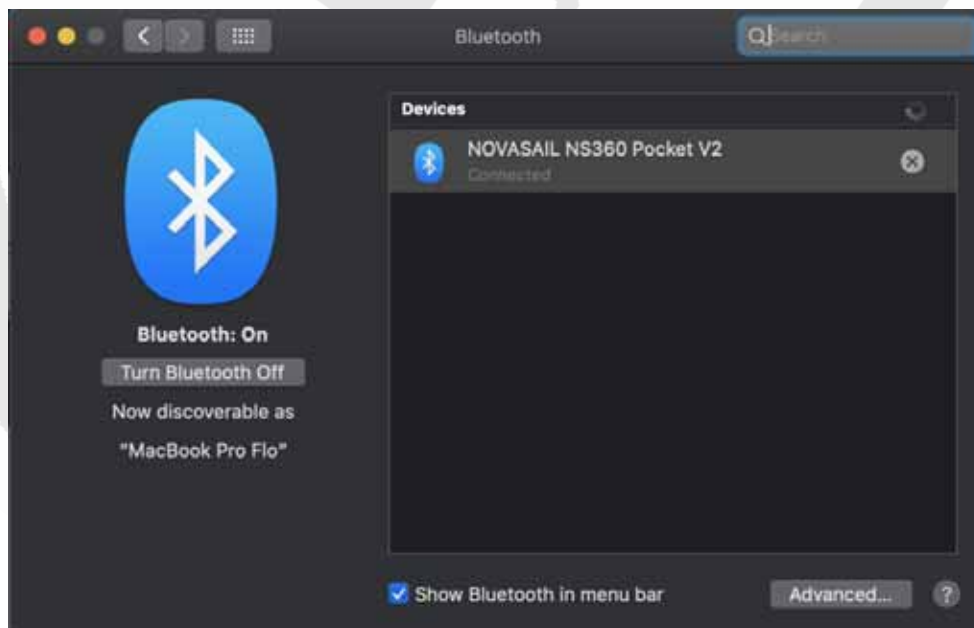 Bluetooth
Search
Devices
NOVASAIL NS360 Pocket V2
Connected
Bluetooth: On
Turn Bluetooth Off
Now discoverable as
"MacBook Pro Flo"
Show Bluetooth in menu bar
Advanced...
?